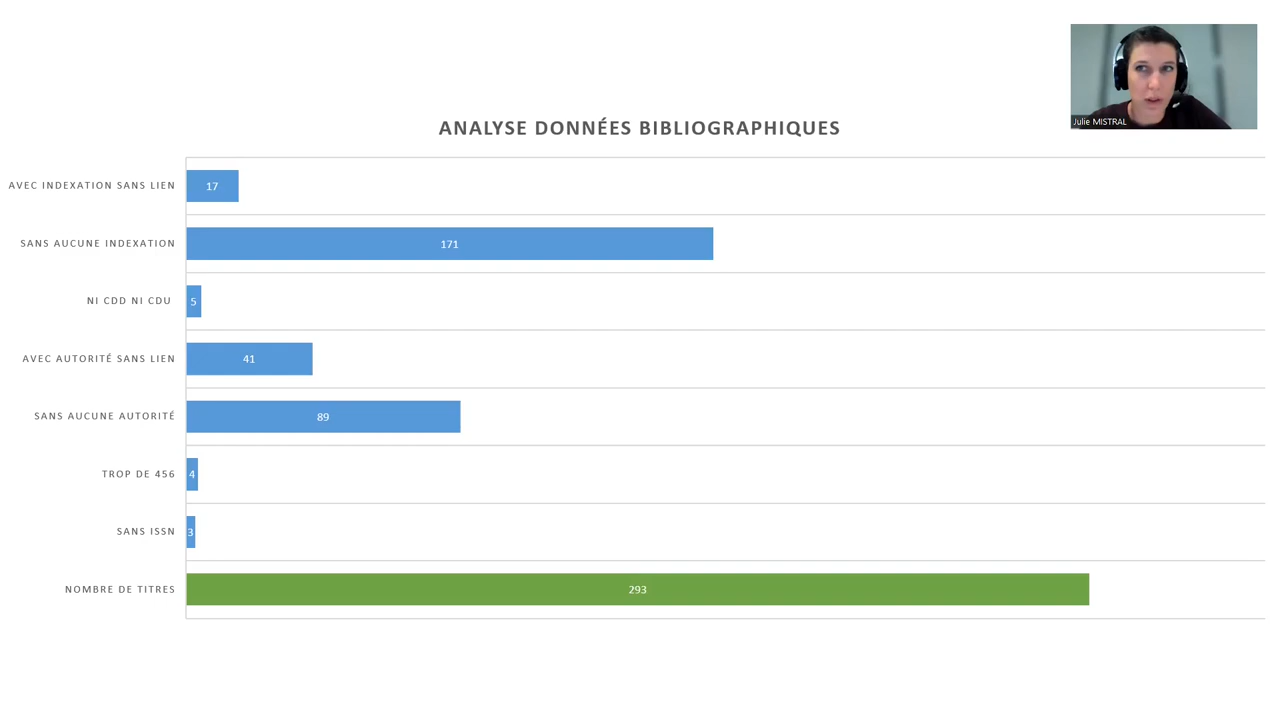 Julie MISTRAL
ANALYSE DONNÉES BIBLIOGRAPHIQUES
AVEC INDEXATION SANS LIEN 17
SANS AUCUNE INDEXATION 171
NI CDD NI CDU 5
AVEC AUTORITÉ SANS LIEN 41
SANS AUCUNE AUTORITÉ 89
TROP DE 456 4
SANS ISSN 3
NOMBRE DE TITRES 293